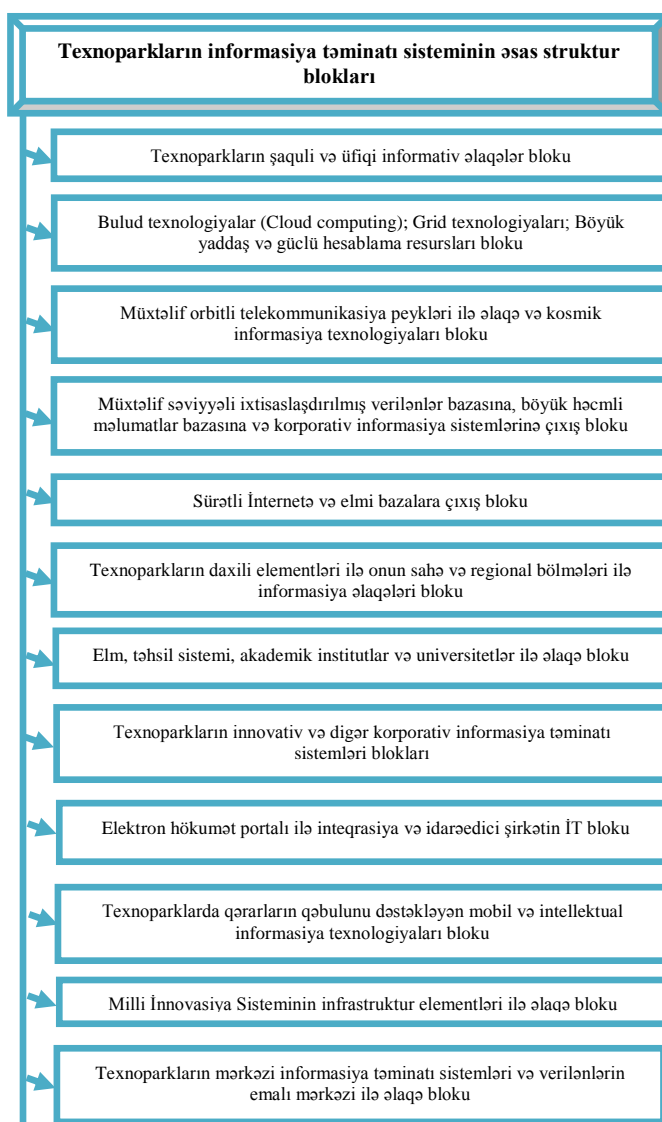 Texnoparkların informasiya təminatı sisteminin əsas struktur
blokları
Texnoparkların şaquli və üfiqi informativ əlaqələr bloku
Bulud texnologiyalar (Cloud computing); Grid texnologiyaları; Böyük
yaddaş və güclü hesablama resursları bloku
Müxtəlif orbitli telekommunikasiya peykləri ilə əlaqə və kosmik
informasiya texnologiyaları bloku
Müxtəlif səviyyəli ixtisaslaşdırılmış verilənlər bazasına, böyük həcmli
məlumatlar bazasına və korporativ informasiya sistemlərinə çıxış bloku
Sürətli İnternetə və elmi bazalara çıxış bloku
Texnoparkların daxili elementləri ilə onun sahə və regional bölmələri ilə
informasiya əlaqələri bloku
Elm, təhsil sistemi, akademik institutlar və universitetlər ilə əlaqə bloku
Texnoparkların innovativ və digər korporativ informasiya təminatı
sistemləri blokları
Elektron hökumət portalı ilə inteqrasiya və idarəedici şirkətin İT bloku
Texnoparklarda qərarların qəbulunu dəstəkləyən mobil və intellektual
informasiya texnologiyaları bloku
Milli İnnovasiya Sisteminin infrastruktur elementləri ilə əlaqə bloku
Texnoparkların mərkəzi informasiya təminatı sistemləri və verilənlərin
emalı mərkəzi ilə əlaqə bloku